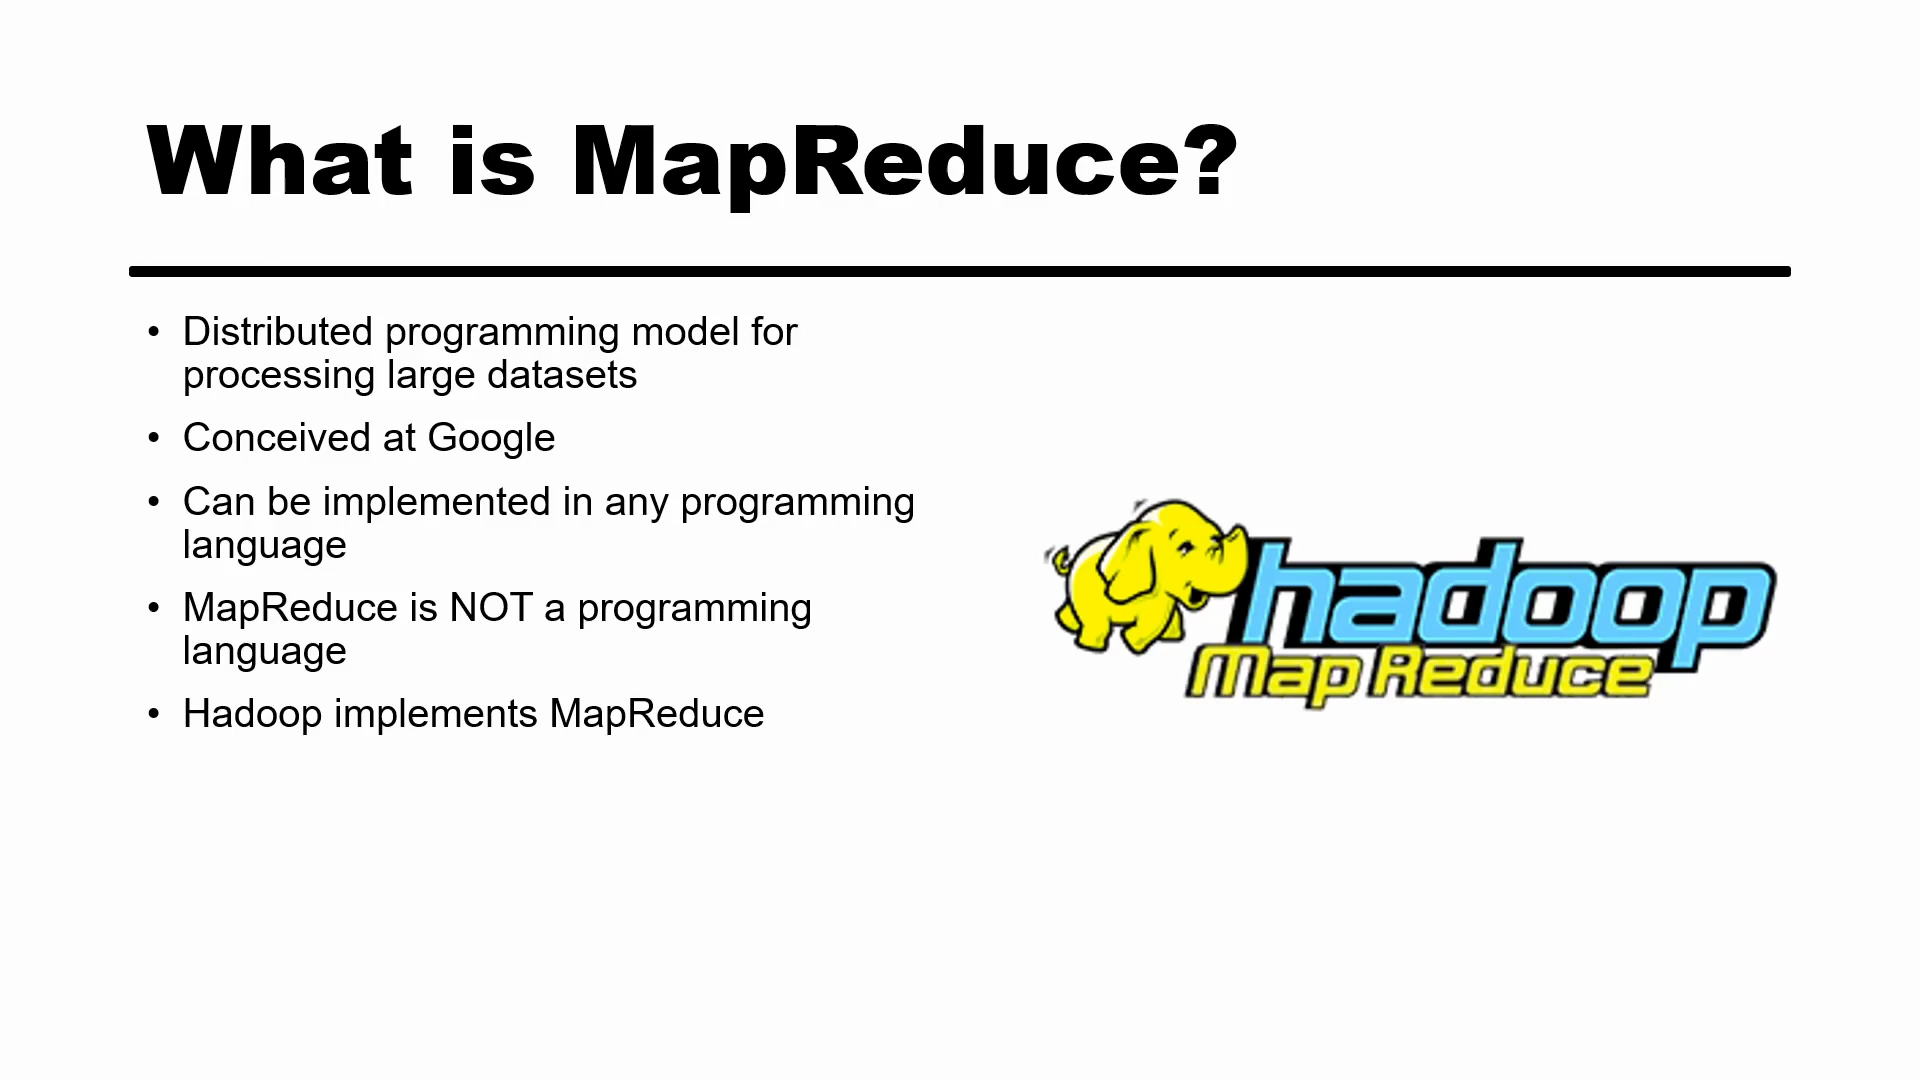 What is MapReduce?
• Distributed programming model for
processing large datasets
• Conceived at Google
• Can be implemented in any programming
language
• MapReduce is NOT a programming
language
• Hadoop implements MapReduce
hadoop
Map Reduce